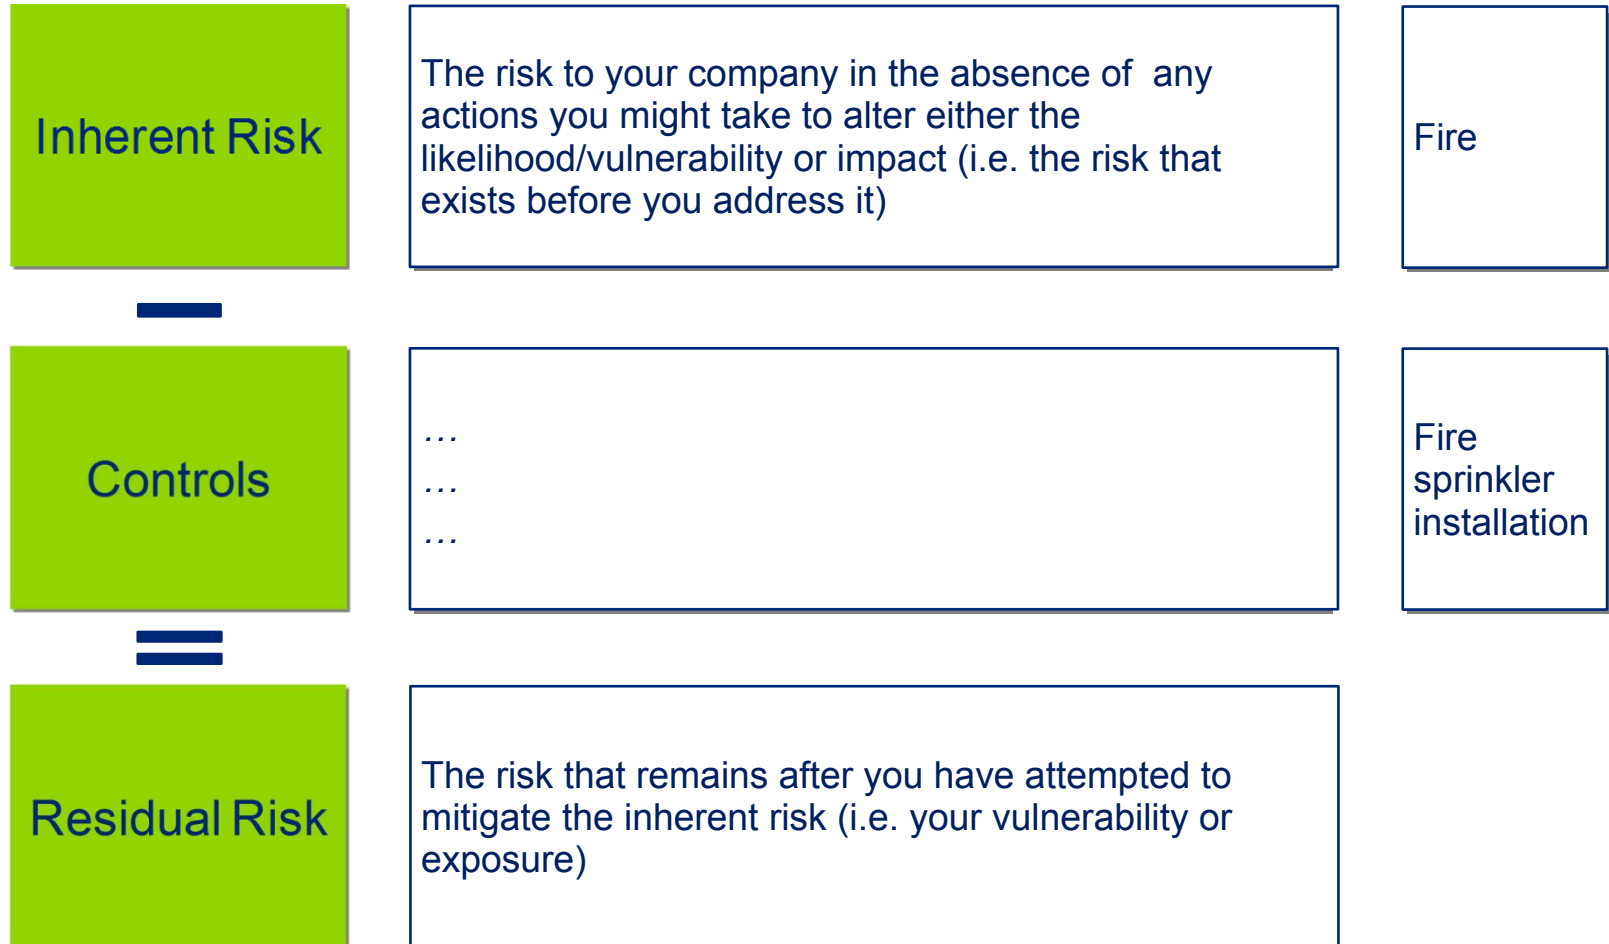 Inherent Risk
The risk to your company in the absence of  any
actions you might take to alter either the
likelihood/vulnerability or impact (i.e. the risk that
exists before you address it)
Fire
Controls
…
…
…
Fire
sprinkler
installation
Residual Risk
The risk that remains after you have attempted to
mitigate the inherent risk (i.e. your vulnerability or
exposure)